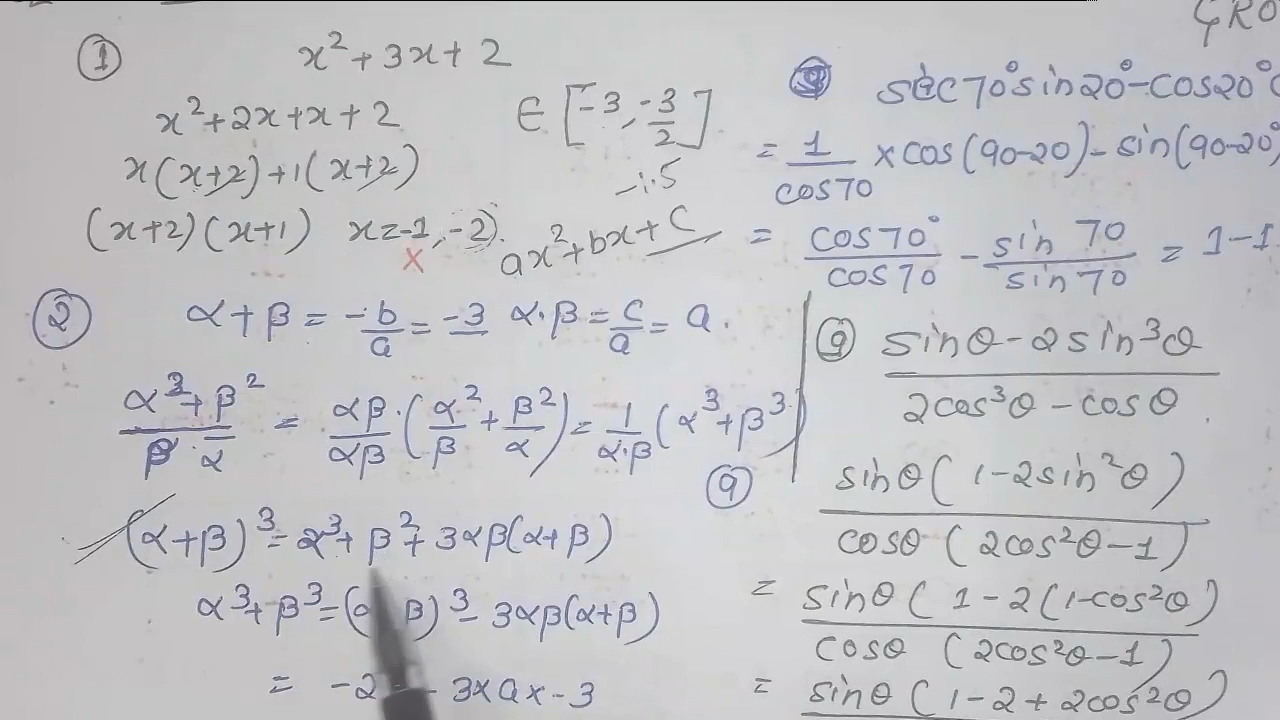 GRO
① x² + 3x + 2
x² + 2x + x + 2 ∈ [-3, -3/2]
x(x+2) + 1(x+2) -1.5
(x+2)(x+1) x = -1, -2). ax² + bx + c
×
② α + β = -b/a = -3 α·β = c/a = a.
α³ + β² / β α = αβ/αβ · (α²/β + β²/α) = 1/α·β (α³ + β³)
(α+β)³ = α³ + β² + 3αβ(α+β)
α³ + β³ = (α β)³ - 3αβ(α+β)
= -2 - 3×a×-3
sec70° sin20° - cos20°
= 1/cos70 × cos(90-20) - sin(90-20°
= cos70°/cos70 - sin 70/sin70 = 1-1
⑨ sinθ - 2sin³θ / 2cos³θ - cosθ.
⑨ sinθ(1-2sin²θ) / cosθ(2cos²θ-1)
= sinθ(1-2(1-cos²θ) / cosθ(2cos²θ-1)
= sinθ(1-2+2cos²θ)